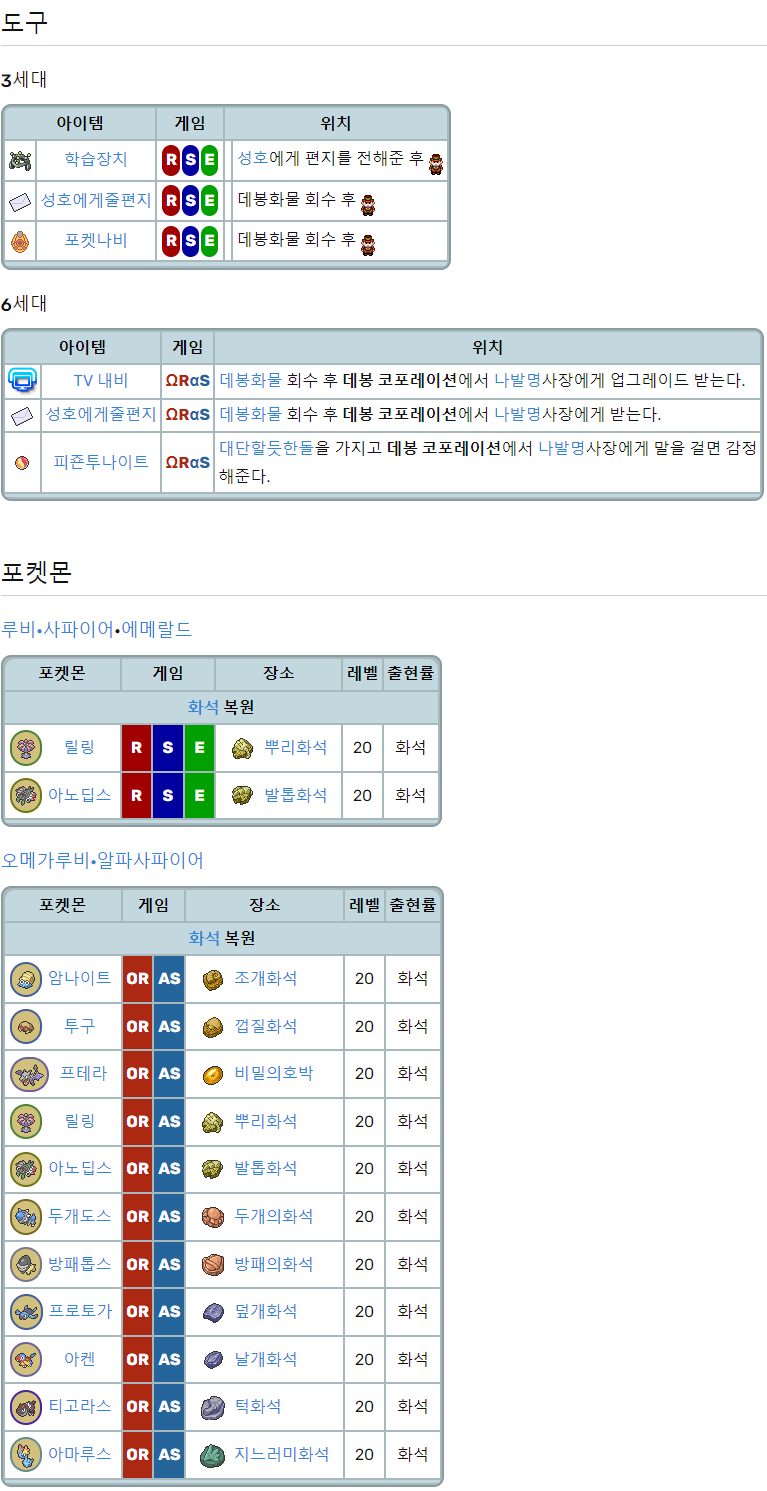 도구
3세대
아이템 게임 위치
학습장치 R S E 성호에게 편지를 전해준 후
성호에게줄편지 R S E 데봉화물 회수 후
포켓나비 R S E 데봉화물 회수 후
6세대
아이템 게임 위치
TV 내비 ΩRαS 데봉화물 회수 후 데봉 코포레이션에서 나발명사장에게 업그레이드 받는다.
성호에게줄편지 ΩRαS 데봉화물 회수 후 데봉 코포레이션에서 나발명사장에게 받는다.
피죤투나이트 ΩRαS 대단할듯한돌을 가지고 데봉 코포레이션에서 나발명사장에게 말을 걸면 감정
해준다.
포켓몬
루비•사파이어•에메랄드
포켓몬 게임 장소 레벨 출현률
화석 복원
릴링 R S E 뿌리화석 20 화석
아노딥스 R S E 발톱화석 20 화석
오메가루비•알파사파이어
포켓몬 게임 장소 레벨 출현률
화석 복원
암나이트 OR AS 조개화석 20 화석
투구 OR AS 껍질화석 20 화석
프테라 OR AS 비밀의호박 20 화석
릴링 OR AS 뿌리화석 20 화석
아노딥스 OR AS 발톱화석 20 화석
두개도스 OR AS 두개의화석 20 화석
방패톱스 OR AS 방패의화석 20 화석
프로토가 OR AS 덮개화석 20 화석
아켄 OR AS 날개화석 20 화석
티고라스 OR AS 턱화석 20 화석
아마루스 OR AS 지느러미화석 20 화석